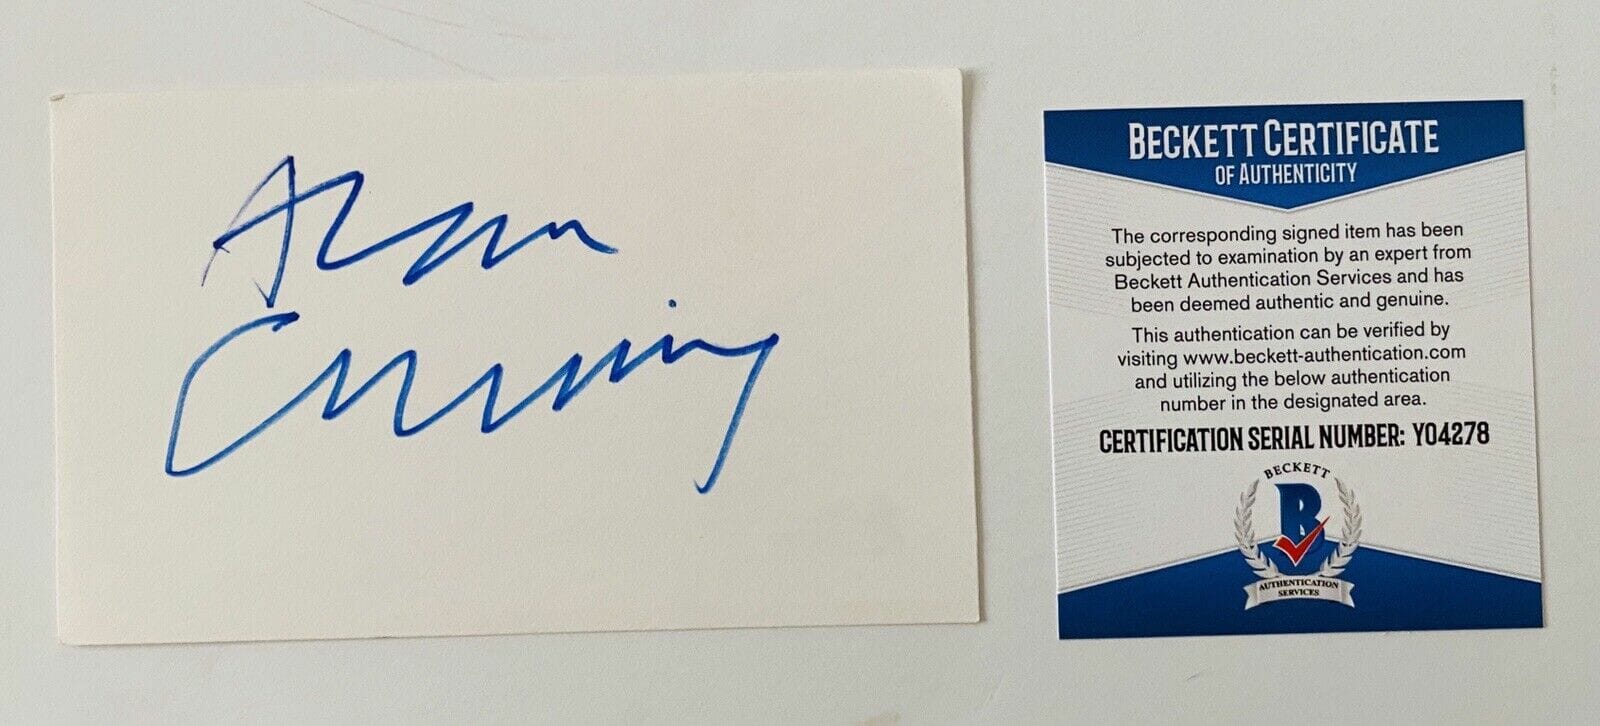 Alan
Cumming
BECKETT CERTIFICATE
OF AUTHENTICITY
The corresponding signed item has been
subjected to examination by an expert from
Beckett Authentication Services and has
been deemed authentic and genuine.
This authentication can be verified by
visiting www.beckett-authentication.com
and utilizing the below authentication
number in the designated area.
CERTIFICATION SERIAL NUMBER: Y04278
BECKETT
B
AUTHENTICATION
SERVICES